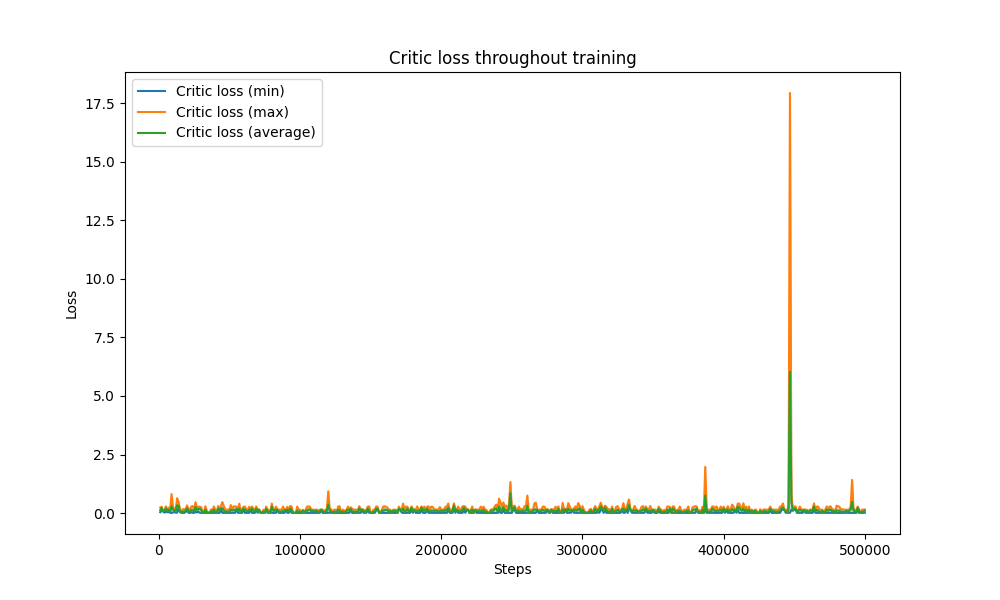 Critic loss throughout training
Critic loss (min)
Critic loss (max)
Critic loss (average)
17.5
15.0
12.5
10.0
7.5
5.0
2.5
0.0
Loss
0 100000 200000 300000 400000 500000
Steps